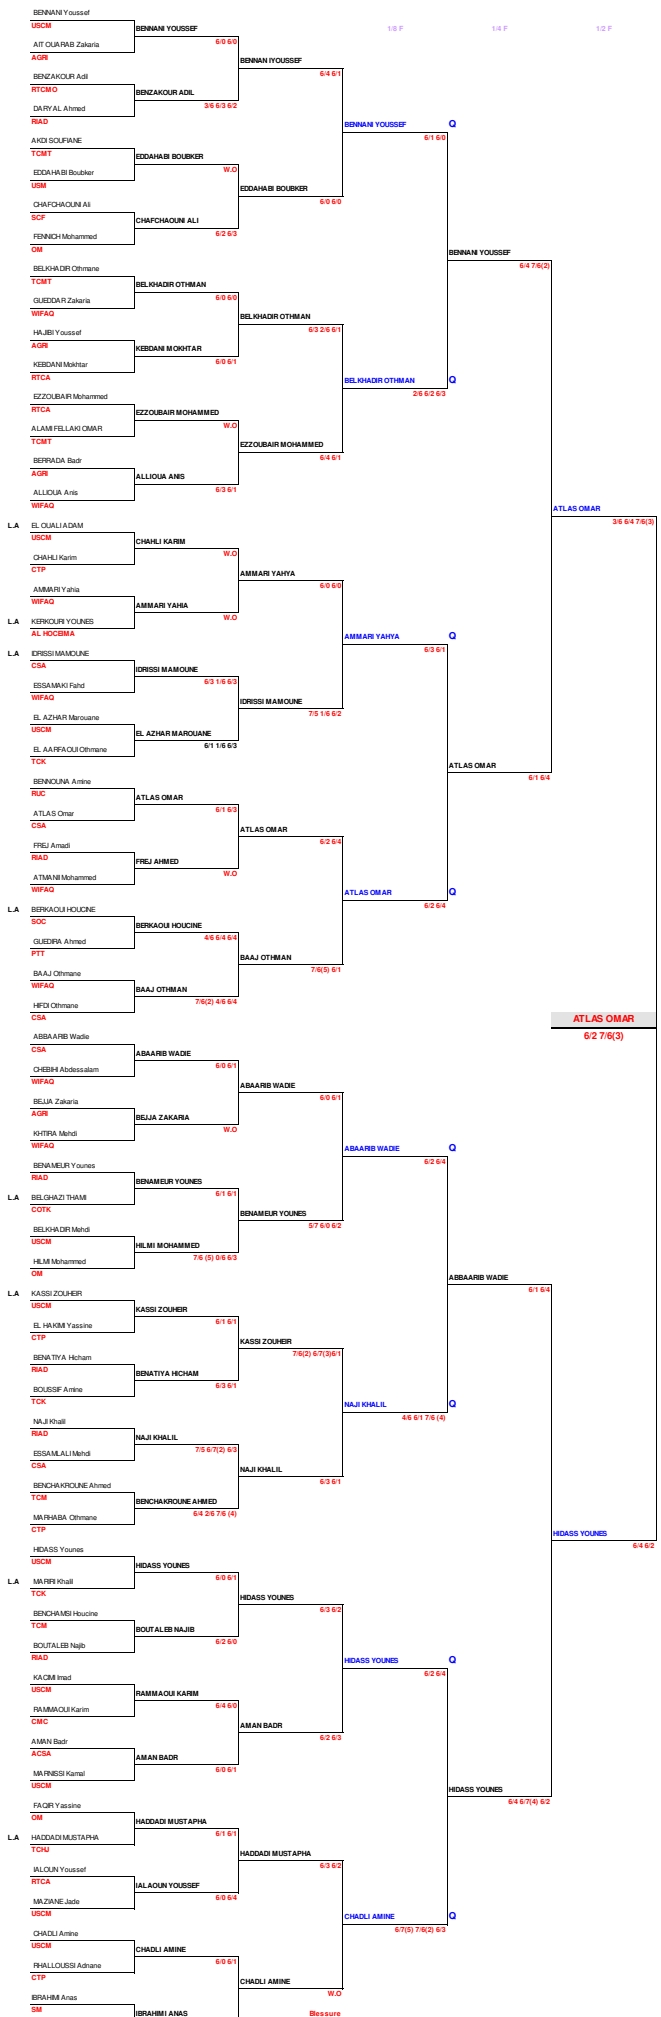 BENNANI Youssef
USCM
BENNANI YOUSSEF
1/8 F
1/4 F
1/2 F
6/0 6/0
AIT OUARAB Zakaria
AGRI
BENNAN IYOUSSEF
6/4 6/1
BENZAKOUR Adil
RTCMO
BENZAKOUR ADIL
3/6 6/3 6/2
DARYAL Ahmed
RIAD
BENNANI YOUSSEF
Q
6/1 6/0
AKDI SOUFIANE
TCMT
EDDAHABI BOUBKER
W.O
EDDAHABI Boubker
USM
EDDAHABI BOUBKER
6/0 6/0
CHAFCHAOUNI Ali
SCF
CHAFCHAOUNI ALI
6/2 6/3
FENNICH Mohammed
OM
BENNANI YOUSSEF
6/4 7/6(2)
BELKHADIR Othmane
TCMT
BELKHADIR OTHMAN
6/0 6/0
GUEDDAR Zakaria
WIFAQ
BELKHADIR OTHMAN
6/3 2/6 6/1
HAJIBI Youssef
AGRI
KEBDANI MOKHTAR
6/0 6/1
KEBDANI Mokhtar
RTCA
BELKHADIR OTHMAN
Q
2/6 6/2 6/3
EZZOUBAIR Mohammed
RTCA
EZZOUBAIR MOHAMMED
W.O
ALAMI FELLAKI OMAR
TCMT
EZZOUBAIR MOHAMMED
6/4 6/1
BERRADA Badr
AGRI
ALLIOUA ANIS
6/3 6/1
ALLIOUA Anis
WIFAQ
ATLAS OMAR
3/6 6/4 7/6(3)
L.A EL OUALI ADAM
USCM
CHAHLI KARIM
W.O
CHAHLI Karim
CTP
AMMARI YAHYA
6/0 6/0
AMMARI Yahia
WIFAQ
AMMARI YAHIA
W.O
L.A KERKOURI YOUNES
AL HOCEIMA
AMMARI YAHYA
Q
6/3 6/1
L.A IDRISSI MAMOUNE
CSA
IDRISSI MAMOUNE
6/3 1/6 6/3
ESSAMAKI Fahd
WIFAQ
IDRISSI MAMOUNE
7/5 1/6 6/2
EL AZHAR Marouane
USCM
EL AZHAR MAROUANE
6/1 1/6 6/3
EL AARFAOUI Othmane
TCK
ATLAS OMAR
6/1 6/4
BENNOUNA Amine
RUC
ATLAS OMAR
6/1 6/3
ATLAS Omar
CSA
ATLAS OMAR
6/2 6/4
FREJ Amadi
RIAD
FREJ AHMED
W.O
ATMANII Mohammed
WIFAQ
ATLAS OMAR
Q
6/2 6/4
L.A BERKAOUI HOUCINE
SOC
BERKAOUI HOUCINE
4/6 6/4 6/4
GUEDIRA Ahmed
PTT
BAAJ OTHMAN
7/6(5) 6/1
BAAJ Othmane
WIFAQ
BAAJ OTHMAN
7/6(2) 4/6 6/4
HIFDI Othmane
CSA
ATLAS OMAR
6/2 7/6(3)
ABBAARIB Wadie
CSA
ABAARIB WADIE
6/0 6/1
CHEBIHI Abdessalam
WIFAQ
ABAARIB WADIE
6/0 6/1
BEJJA Zakaria
AGRI
BEJJA ZAKARIA
W.O
KHTIRA Mehdi
WIFAQ
ABAARIB WADIE
Q
6/2 6/4
BENAMEUR Younes
RIAD
BENAMEUR YOUNES
6/1 6/1
L.A BELGHAZI THAMI
COTK
BENAMEUR YOUNES
5/7 6/0 6/2
BELKHADIR Mehdi
USCM
HILMI MOHAMMED
7/6 (5) 0/6 6/3
HILMI Mohammed
OM
ABBAARIB WADIE
6/1 6/4
L.A KASSI ZOUHEIR
USCM
KASSI ZOUHEIR
6/1 6/1
EL HAKIMI Yassine
CTP
KASSI ZOUHEIR
7/6(2) 6/7(3)6/1
BENATIYA Hicham
RIAD
BENATIYA HICHAM
6/3 6/1
BOUSSIF Amine
TCK
NAJI KHALIL
Q
4/6 6/1 7/6 (4)
NAJI Khalil
RIAD
NAJI KHALIL
7/5 6/7(2) 6/3
ESSAMLALI Mehdi
CSA
NAJI KHALIL
6/3 6/1
BENCHAKROUNE Ahmed
TCM
BENCHAKROUNE AHMED
6/4 2/6 7/6 (4)
MARHABA Othmane
CTP
HIDASS YOUNES
6/4 6/2
HIDASS Younes
USCM
HIDASS YOUNES
6/0 6/1
L.A MARIRI Khalil
TCK
HIDASS YOUNES
6/3 6/2
BENCHAMSI Houcine
TCM
BOUTALEB NAJIB
6/2 6/0
BOUTALEB Najib
RIAD
HIDASS YOUNES
Q
6/2 6/4
KACIMI Imad
USCM
RAMMAOUI KARIM
6/4 6/0
RAMMAOUI Karim
CMC
AMAN BADR
6/2 6/3
AMAN Badr
ACSA
AMAN BADR
6/0 6/1
MARNISSI Kamal
USCM
HIDASS YOUNES
6/4 6/7(4) 6/2
FAQIR Yassine
OM
HADDADI MUSTAPHA
6/1 6/1
L.A HADDADI MUSTAPHA
TCHJ
HADDADI MUSTAPHA
6/3 6/2
IALOUN Youssef
RTCA
IALAOUN YOUSSEF
6/0 6/4
MAZIANE Jade
USCM
CHADLI AMINE
Q
6/7(5) 7/6(2) 6/3
CHADLI Amine
USCM
CHADLI AMINE
6/0 6/1
RHALLOUSSI Adnane
CTP
CHADLI AMINE
W.O
IBRAHIMI Anas
SM
IBRAHIMI ANAS
Blessure